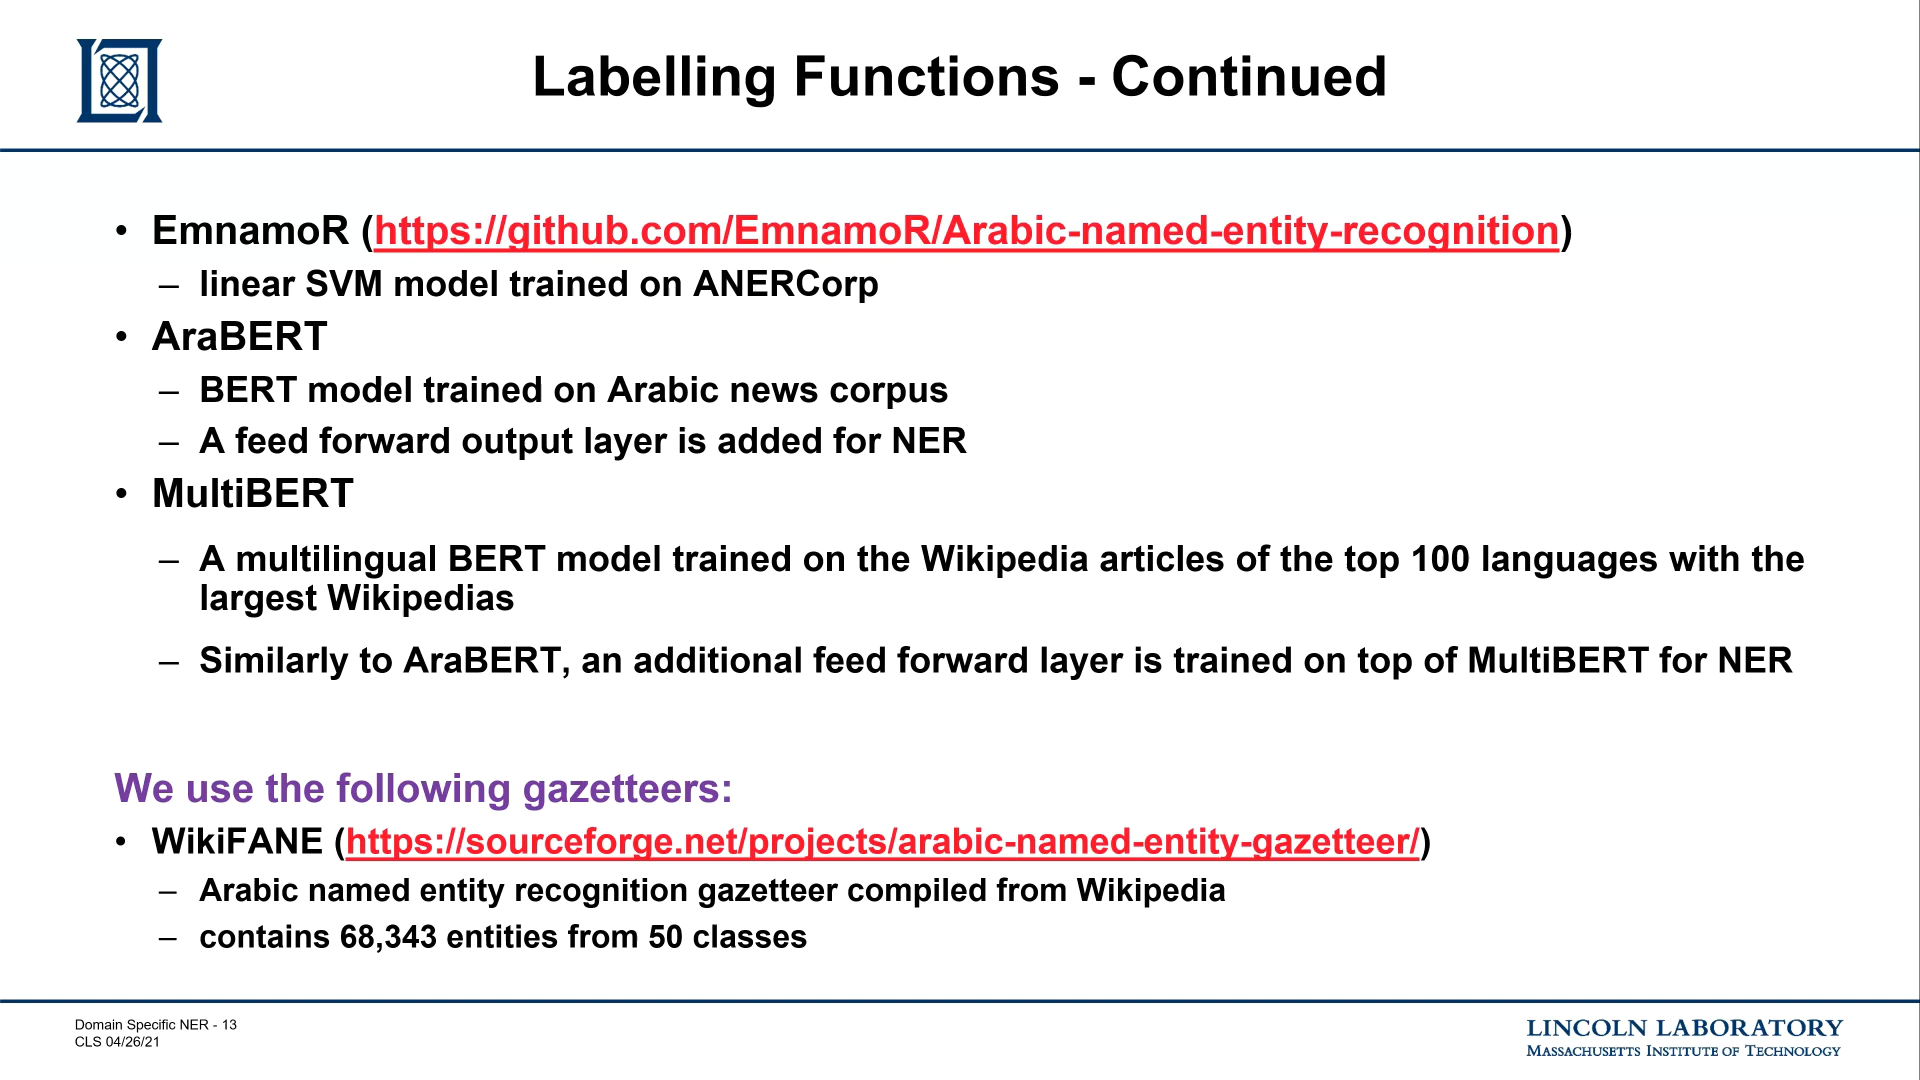 Labelling Functions - Continued
• EmnamoR (https://github.com/EmnamoR/Arabic-named-entity-recognition)
– linear SVM model trained on ANERCorp
• AraBERT
– BERT model trained on Arabic news corpus
– A feed forward output layer is added for NER
• MultiBERT
– A multilingual BERT model trained on the Wikipedia articles of the top 100 languages with the
largest Wikipedias
– Similarly to AraBERT, an additional feed forward layer is trained on top of MultiBERT for NER
We use the following gazetteers:
• WikiFANE (https://sourceforge.net/projects/arabic-named-entity-gazetteer/)
– Arabic named entity recognition gazetteer compiled from Wikipedia
– contains 68,343 entities from 50 classes
Domain Specific NER - 13
CLS 04/26/21
LINCOLN LABORATORY
MASSACHUSETTS INSTITUTE OF TECHNOLOGY